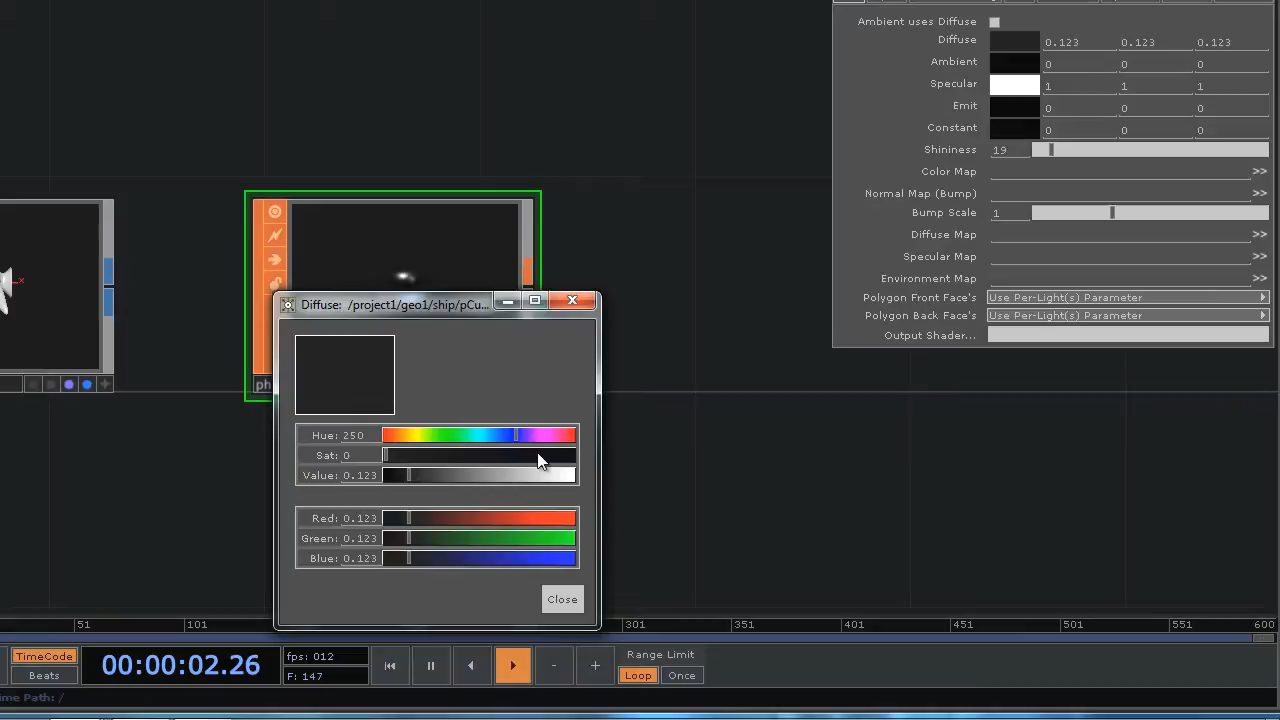 Ambient uses Diffuse
Diffuse 0.123 0.123 0.123
Ambient 0 0 0
Specular 1 1 1
Emit 0 0 0
Constant 0 0 0
Shininess 19
Color Map >>
Normal Map (Bump) >>
Bump Scale 1
Diffuse Map >>
Specular Map >>
Environment Map >>
Polygon Front Face's Use Per-Light(s) Parameter
Polygon Back Face's Use Per-Light(s) Parameter
Output Shader...
ph
Diffuse: /project1/geo1/ship/pCu...
Hue: 250
Sat: 0
Value: 0.123
Red: 0.123
Green: 0.123
Blue: 0.123
Close
51 101 301 351 401 451 501 551 600
TimeCode
Beats
00:00:02.26
fps: 012
F: 147
- +
Range Limit
Loop Once
ime Path: /